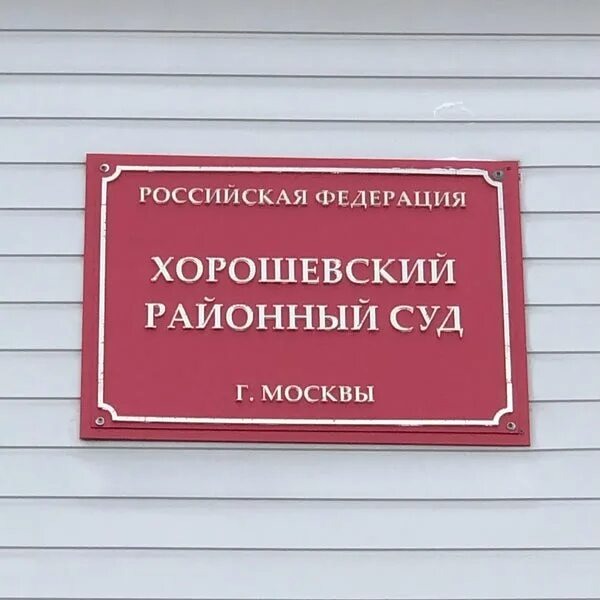 РОССИЙСКАЯ ФЕДЕРАЦИЯ
ХОРОШЕВСКИЙ
РАЙОННЫЙ СУД
Г. МОСКВЫ